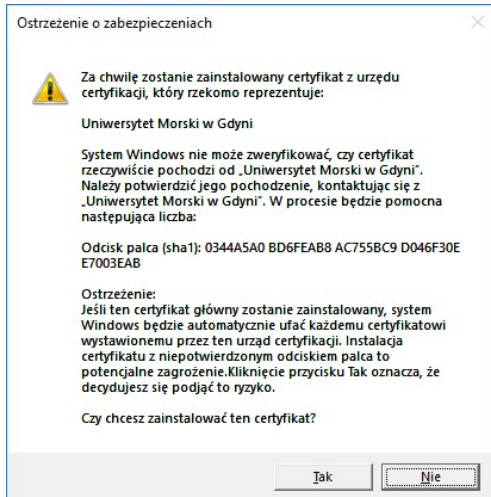 Ostrzeżenie o zabezpieczeniach
Za chwilę zostanie zainstalowany certyfikat z urzędu
certyfikacji, który rzekomo reprezentuje:
Uniwersytet Morski w Gdyni
System Windows nie może zweryfikować, czy certyfikat
rzeczywiście pochodzi od „Uniwersytet Morski w Gdyni”.
Należy potwierdzić jego pochodzenie, kontaktując się z
„Uniwersytet Morski w Gdyni”. W procesie będzie pomocna
następująca liczba:
Odcisk palca (sha1): 0344A5A0 BD6FEAB8 AC755BC9 D046F30E
E7003EAB
Ostrzeżenie:
Jeśli ten certyfikat główny zostanie zainstalowany, system
Windows będzie automatycznie ufać każdemu certyfikatowi
wystawionemu przez ten urząd certyfikacji. Instalacja
certyfikatu z niepotwierdzonym odciskiem palca to
potencjalne zagrożenie.Kliknięcie przycisku Tak oznacza, że
decydujesz się podjąć to ryzyko.
Czy chcesz zainstalować ten certyfikat?
Tak
Nie